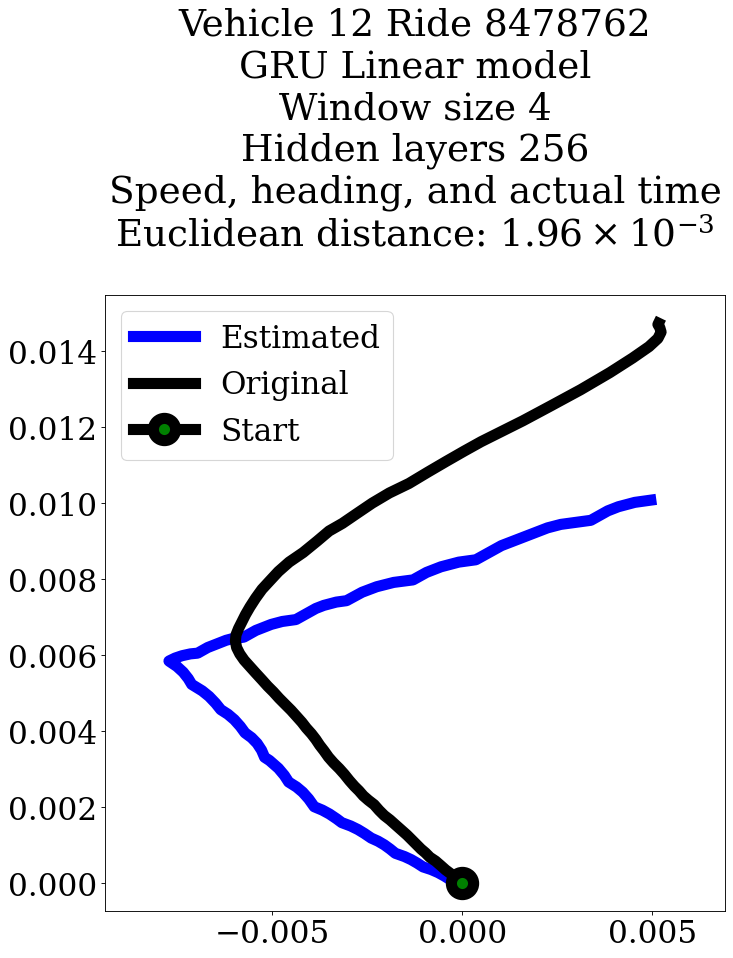 Vehicle 12 Ride 8478762
GRU Linear model
Window size 4
Hidden layers 256
Speed, heading, and actual time
Euclidean distance: 1.96 × 10⁻³
Estimated
Original
Start
0.014
0.012
0.010
0.008
0.006
0.004
0.002
0.000
−0.005 0.000 0.005